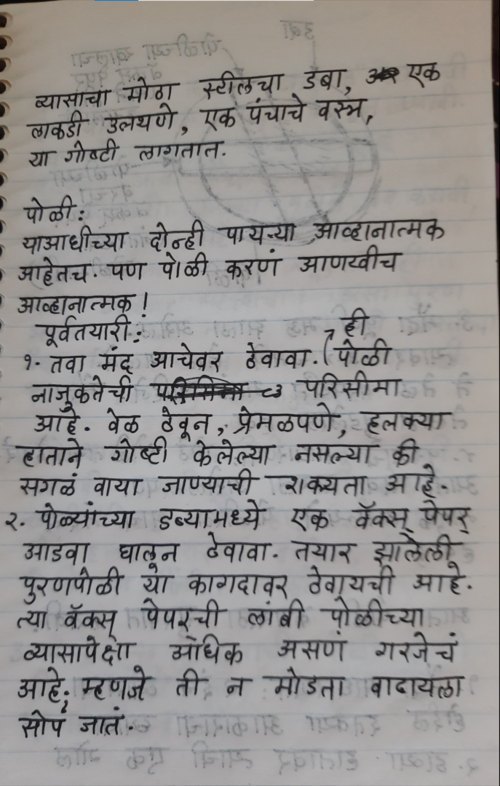 व्यासाचा मोठा स्टीलचा डबा, एक
लाकडी उलथणे, एक पंचाचे वस्त्र,
या गोष्टी लागतात.
पोळी:
याआधीच्या दोन्ही पायऱ्या आव्हानात्मक
आहेतच. पण पोळी करणं आणखीच
आव्हानात्मक!
पूर्वतयारी:
१. तवा मंद आचेवर ठेवावा. ही पोळी
नाजुकतेची परिसीमा
आहे. वेळ ठेवून, प्रेमळपणे, हलक्या
हाताने गोष्टी केलेल्या नसल्या की
सगळं वाया जाण्याची शक्यता आहे.
२. पोळ्यांच्या डब्यामध्ये एक वॅक्स् पेपर्
आडवा घालून ठेवावा. तयार झालेली
पुरणपोळी या कागदावर ठेवायची आहे.
त्या वॅक्स् पेपर्ची लांबी पोळीच्या
व्यासापेक्षा अधिक असणं गरजेचं
आहे; म्हणजे ती न मोडता वाढायला
सोपं जातं.